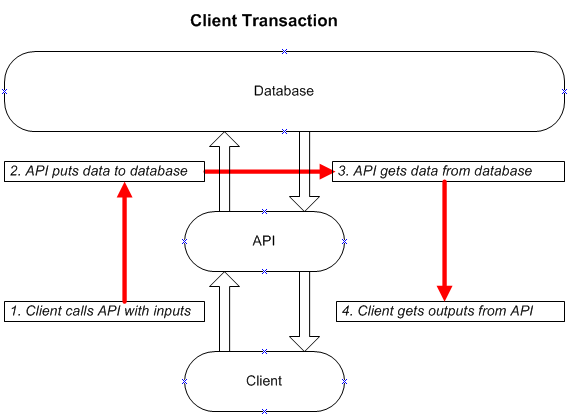 Client Transaction
Database
2. API puts data to database
3. API gets data from database
API
1. Client calls API with inputs
4. Client gets outputs from API
Client